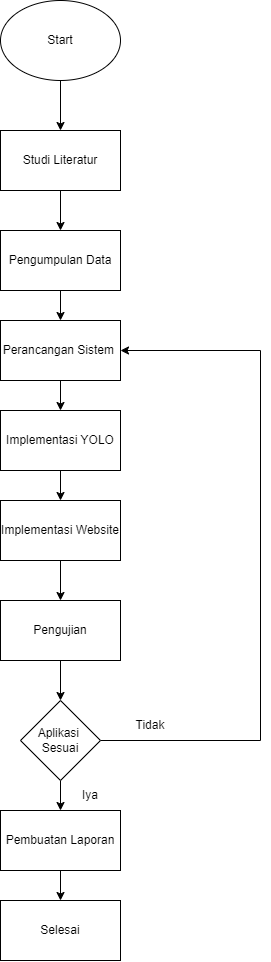 Start
Studi Literatur
Pengumpulan Data
Perancangan Sistem
Implementasi YOLO
Implementasi Website
Pengujian
Aplikasi
Sesuai
Tidak
Iya
Pembuatan Laporan
Selesai